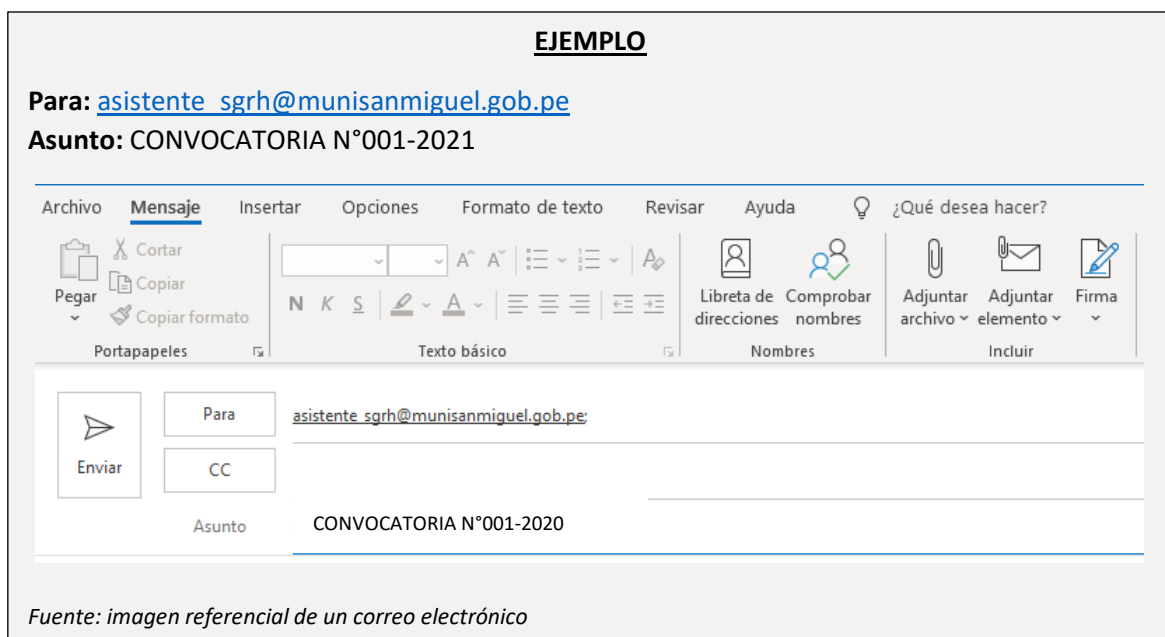 EJEMPLO
Para: asistente_sgrh@munisanmiguel.gob.pe
Asunto: CONVOCATORIA N°001-2021
Archivo Mensaje Insertar Opciones Formato de texto Revisar Ayuda ¿Qué desea hacer?
Pegar
Cortar
Copiar
Copiar formato
Portapapeles
N K S A
Texto básico
Libreta de direcciones
Comprobar nombres
Nombres
Adjuntar archivo
Adjuntar elemento
Firma
Incluir
Enviar
Para asistente_sgrh@munisanmiguel.gob.pe;
CC
Asunto CONVOCATORIA N°001-2020
Fuente: imagen referencial de un correo electrónico